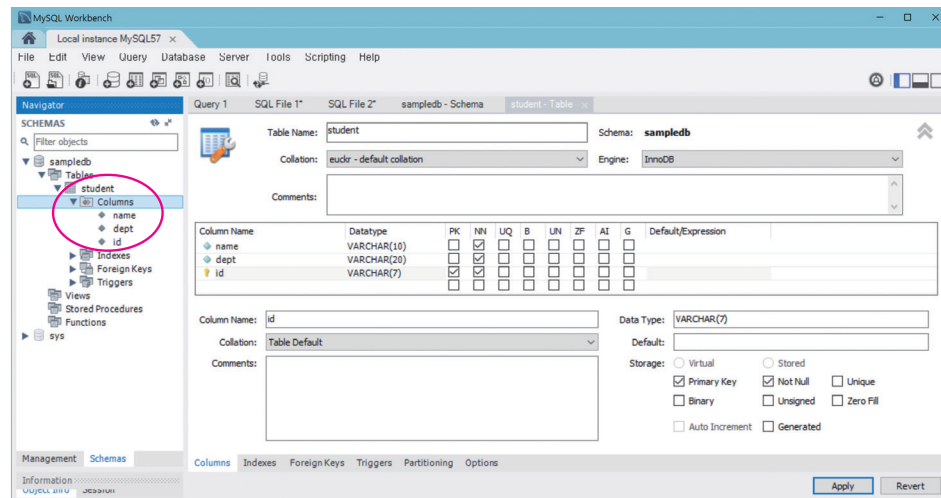 MySQL Workbench
Local instance MySQL57
File Edit View Query Database Server Tools Scripting Help
Navigator
SCHEMAS
Filter objects
sampledb
Tables
student
Columns
name
dept
id
Indexes
Foreign Keys
Triggers
Views
Stored Procedures
Functions
sys
Management Schemas
Information
Object Info Session
Query 1 SQL File 1* SQL File 2* sampledb - Schema student - Table
Table Name: student Schema: sampledb
Collation: euckr - default collation Engine: InnoDB
Comments:
Column Name Datatype PK NN UQ B UN ZF AI G Default/Expression
name VARCHAR(10)
dept VARCHAR(20)
id VARCHAR(7)
Column Name: id Data Type: VARCHAR(7)
Collation: Table Default Default:
Comments: Storage: Virtual Stored
Primary Key Not Null Unique
Binary Unsigned Zero Fill
Auto Increment Generated
Columns Indexes Foreign Keys Triggers Partitioning Options
Apply Revert